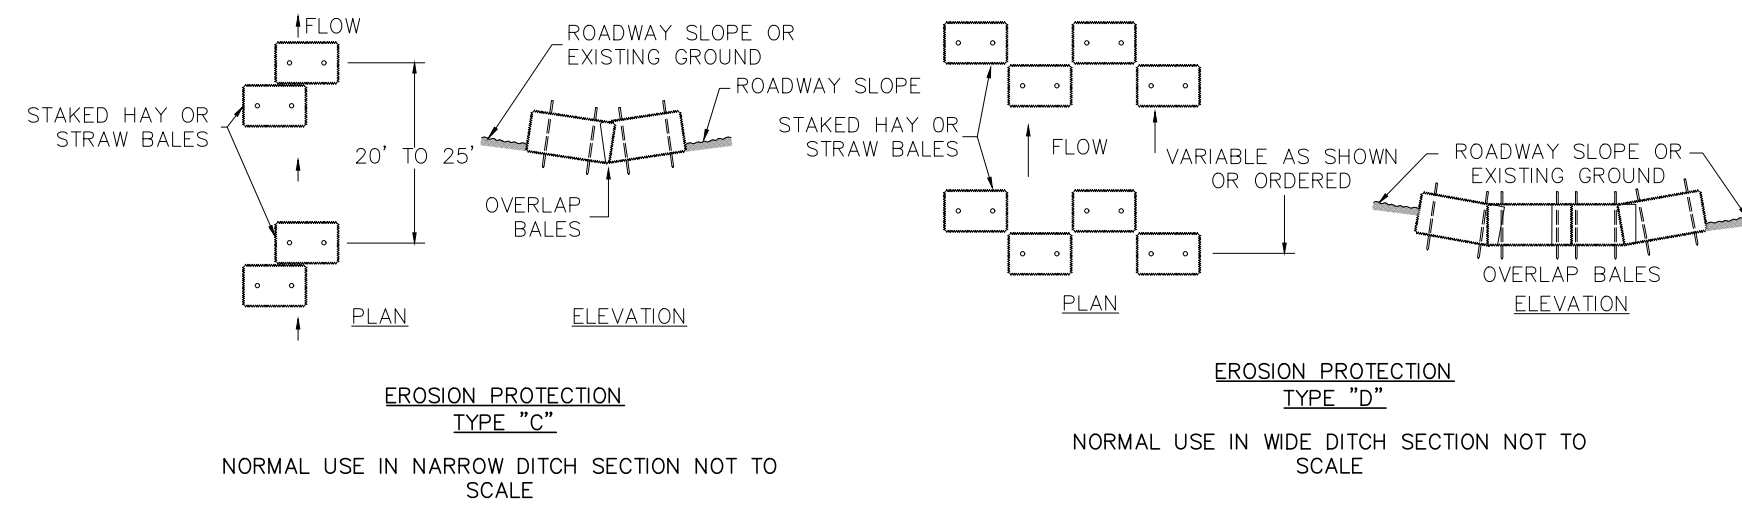 FLOW
STAKED HAY OR
STRAW BALES
20' TO 25'
PLAN
ROADWAY SLOPE OR
EXISTING GROUND
ROADWAY SLOPE
OVERLAP
BALES
ELEVATION
EROSION PROTECTION
TYPE "C"
NORMAL USE IN NARROW DITCH SECTION NOT TO
SCALE
STAKED HAY OR
STRAW BALES
FLOW
VARIABLE AS SHOWN
OR ORDERED
PLAN
ROADWAY SLOPE OR
EXISTING GROUND
OVERLAP BALES
ELEVATION
EROSION PROTECTION
TYPE "D"
NORMAL USE IN WIDE DITCH SECTION NOT TO
SCALE